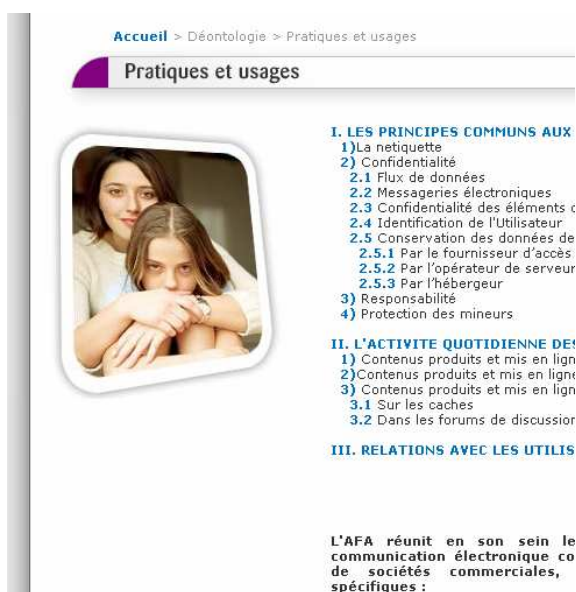 Accueil > Déontologie > Pratiques et usages
Pratiques et usages
I. LES PRINCIPES COMMUNS AUX
1)La netiquette
2) Confidentialité
2.1 Flux de données
2.2 Messageries électroniques
2.3 Confidentialité des éléments
2.4 Identification de l'Utilisateur
2.5 Conservation des données de
2.5.1 Par le fournisseur d'accès
2.5.2 Par l'opérateur de serveur
2.5.3 Par l'hébergeur
3) Responsabilité
4) Protection des mineurs
II. L'ACTIVITE QUOTIDIENNE DES
1) Contenus produits et mis en lign
2)Contenus produits et mis en ligne
3) Contenus produits et mis en lign
3.1 Sur les caches
3.2 Dans les forums de discussion
III. RELATIONS AVEC LES UTILIS
L'AFA réunit en son sein le
communication électronique co
de sociétés commerciales,
spécifiques :